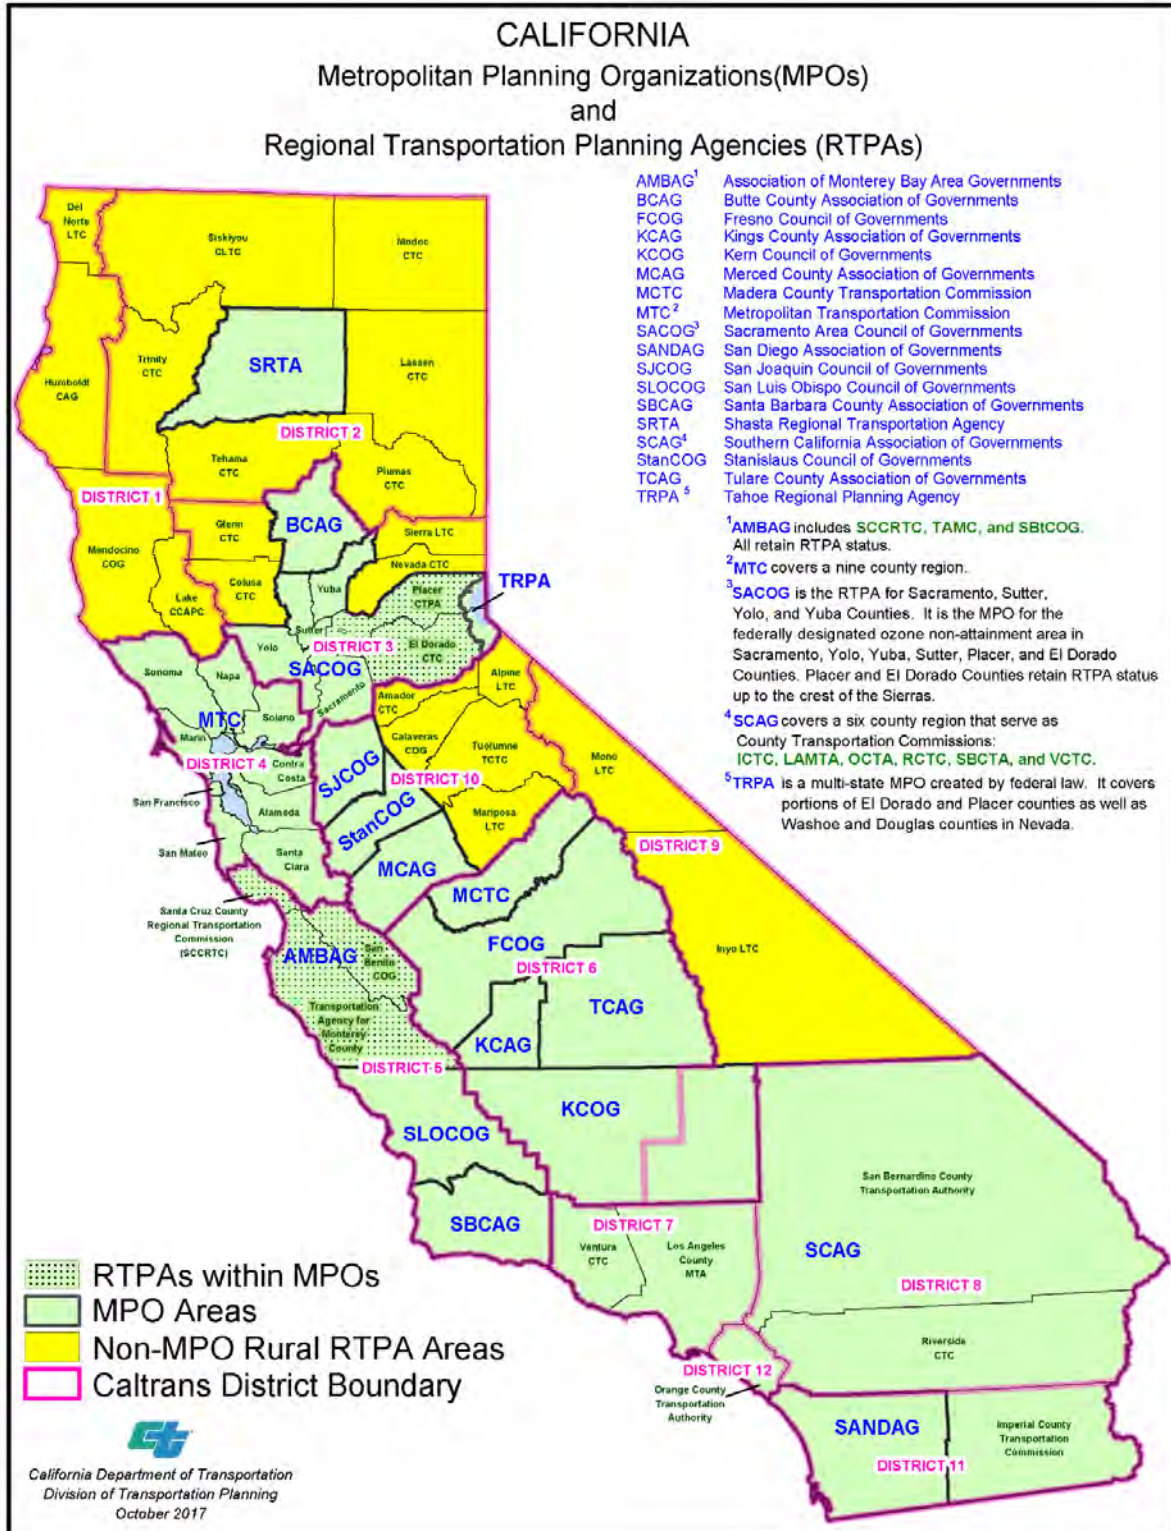 CALIFORNIA
Metropolitan Planning Organizations(MPOs)
and
Regional Transportation Planning Agencies (RTPAs)
AMBAG1 Association of Monterey Bay Area Governments
BCAG Butte County Association of Governments
FCOG Fresno Council of Governments
KCAG Kings County Association of Governments
KCOG Kern Council of Governments
MCAG Merced County Association of Governments
MCTC Madera County Transportation Commission
MTC2 Metropolitan Transportation Commission
SACOG3 Sacramento Area Council of Governments
SANDAG San Diego Association of Governments
SJCOG San Joaquin Council of Governments
SLOCOG San Luis Obispo Council of Governments
SBCAG Santa Barbara County Association of Governments
SRTA Shasta Regional Transportation Agency
SCAG4 Southern California Association of Governments
StanCOG Stanislaus Council of Governments
TCAG Tulare County Association of Governments
TRPA 5 Tahoe Regional Planning Agency
1AMBAG includes SCCRTC, TAMC, and SBtCOG.
All retain RTPA status.
2MTC covers a nine county region.
3SACOG is the RTPA for Sacramento, Sutter,
Yolo, and Yuba Counties. It is the MPO for the
federally designated ozone non-attainment area in
Sacramento, Yolo, Yuba, Sutter, Placer, and El Dorado
Counties. Placer and El Dorado Counties retain RTPA status
up to the crest of the Sierras.
4 SCAG covers a six county region that serve as
County Transportation Commissions:
ICTC, LAMTA, OCTA, RCTC, SBCTA, and VCTC.
5TRPA is a multi-state MPO created by federal law. It covers
portions of El Dorado and Placer counties as well as
Washoe and Douglas counties in Nevada.
Del
Norte
LTC
Siskiyou
CLTC
Modoc
CTC
Humboldt
CAG
Trinity
CTC
SRTA
Lassen
CTC
DISTRICT 2
Tehama
CTC
Plumas
CTC
DISTRICT 1
BCAG
Glenn
CTC
Sierra LTC
Mendocino
COG
Nevada CTC
Colusa
CTC
Yuba
Placer
CTPA
TRPA
Lake
CCAPC
Sutter
Yolo
DISTRICT 3
El Dorado
CTC
SACOG
Sacramento
Sonoma
Napa
Alpine
LTC
Amador
CTC
MTC
Solano
Marin
Calaveras
COG
Tuolumne
TCTC
Mono
LTC
DISTRICT 4
Contra
Costa
SJCOG
DISTRICT 10
San Francisco
Alameda
StanCOG
Mariposa
LTC
San Mateo
Santa
Clara
MCAG
DISTRICT 9
MCTC
Santa Cruz County
Regional Transportation
Commission
(SCCRTC)
AMBAG
San
Benito
COG
FCOG
Inyo LTC
DISTRICT 6
Transportation
Agency for
Monterey
County
TCAG
KCAG
DISTRICT 5
KCOG
SLOCOG
San Bernardino County
Transportation Authority
SBCAG
DISTRICT 7
Ventura
CTC
Los Angeles
County
MTA
SCAG
DISTRICT 8
Riverside
CTC
DISTRICT 12
Orange County
Transportation
Authority
SANDAG
Imperial County
Transportation
Commission
DISTRICT 11
RTPAs within MPOs
MPO Areas
Non-MPO Rural RTPA Areas
Caltrans District Boundary
ct
California Department of Transportation
Division of Transportation Planning
October 2017